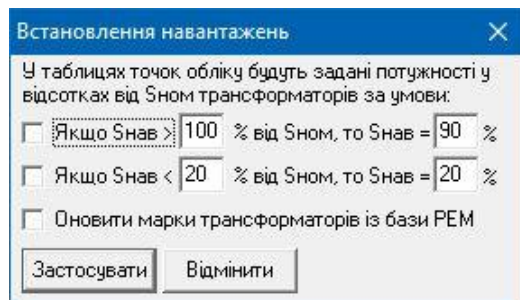 Встановлення навантажень
У таблицях точок обліку будуть задані потужності у
відсотках від Sном трансформаторів за умови:
Якщо Sнав > 100 % від Sном, то Sнав = 90 %
Якщо Sнав < 20 % від Sном, то Sнав = 20 %
Оновити марки трансформаторів із бази РЕМ
Застосувати Відмінити